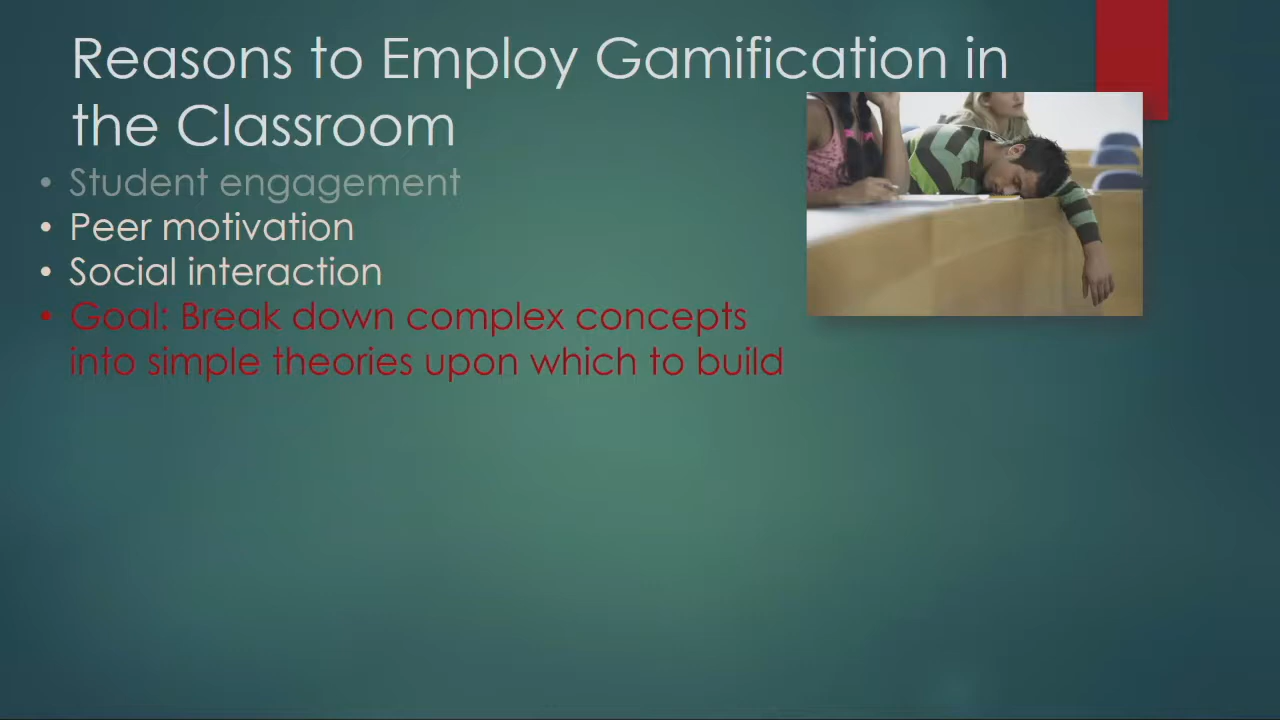 Reasons to Employ Gamification in
the Classroom
• Student engagement
• Peer motivation
• Social interaction
• Goal: Break down complex concepts
into simple theories upon which to build